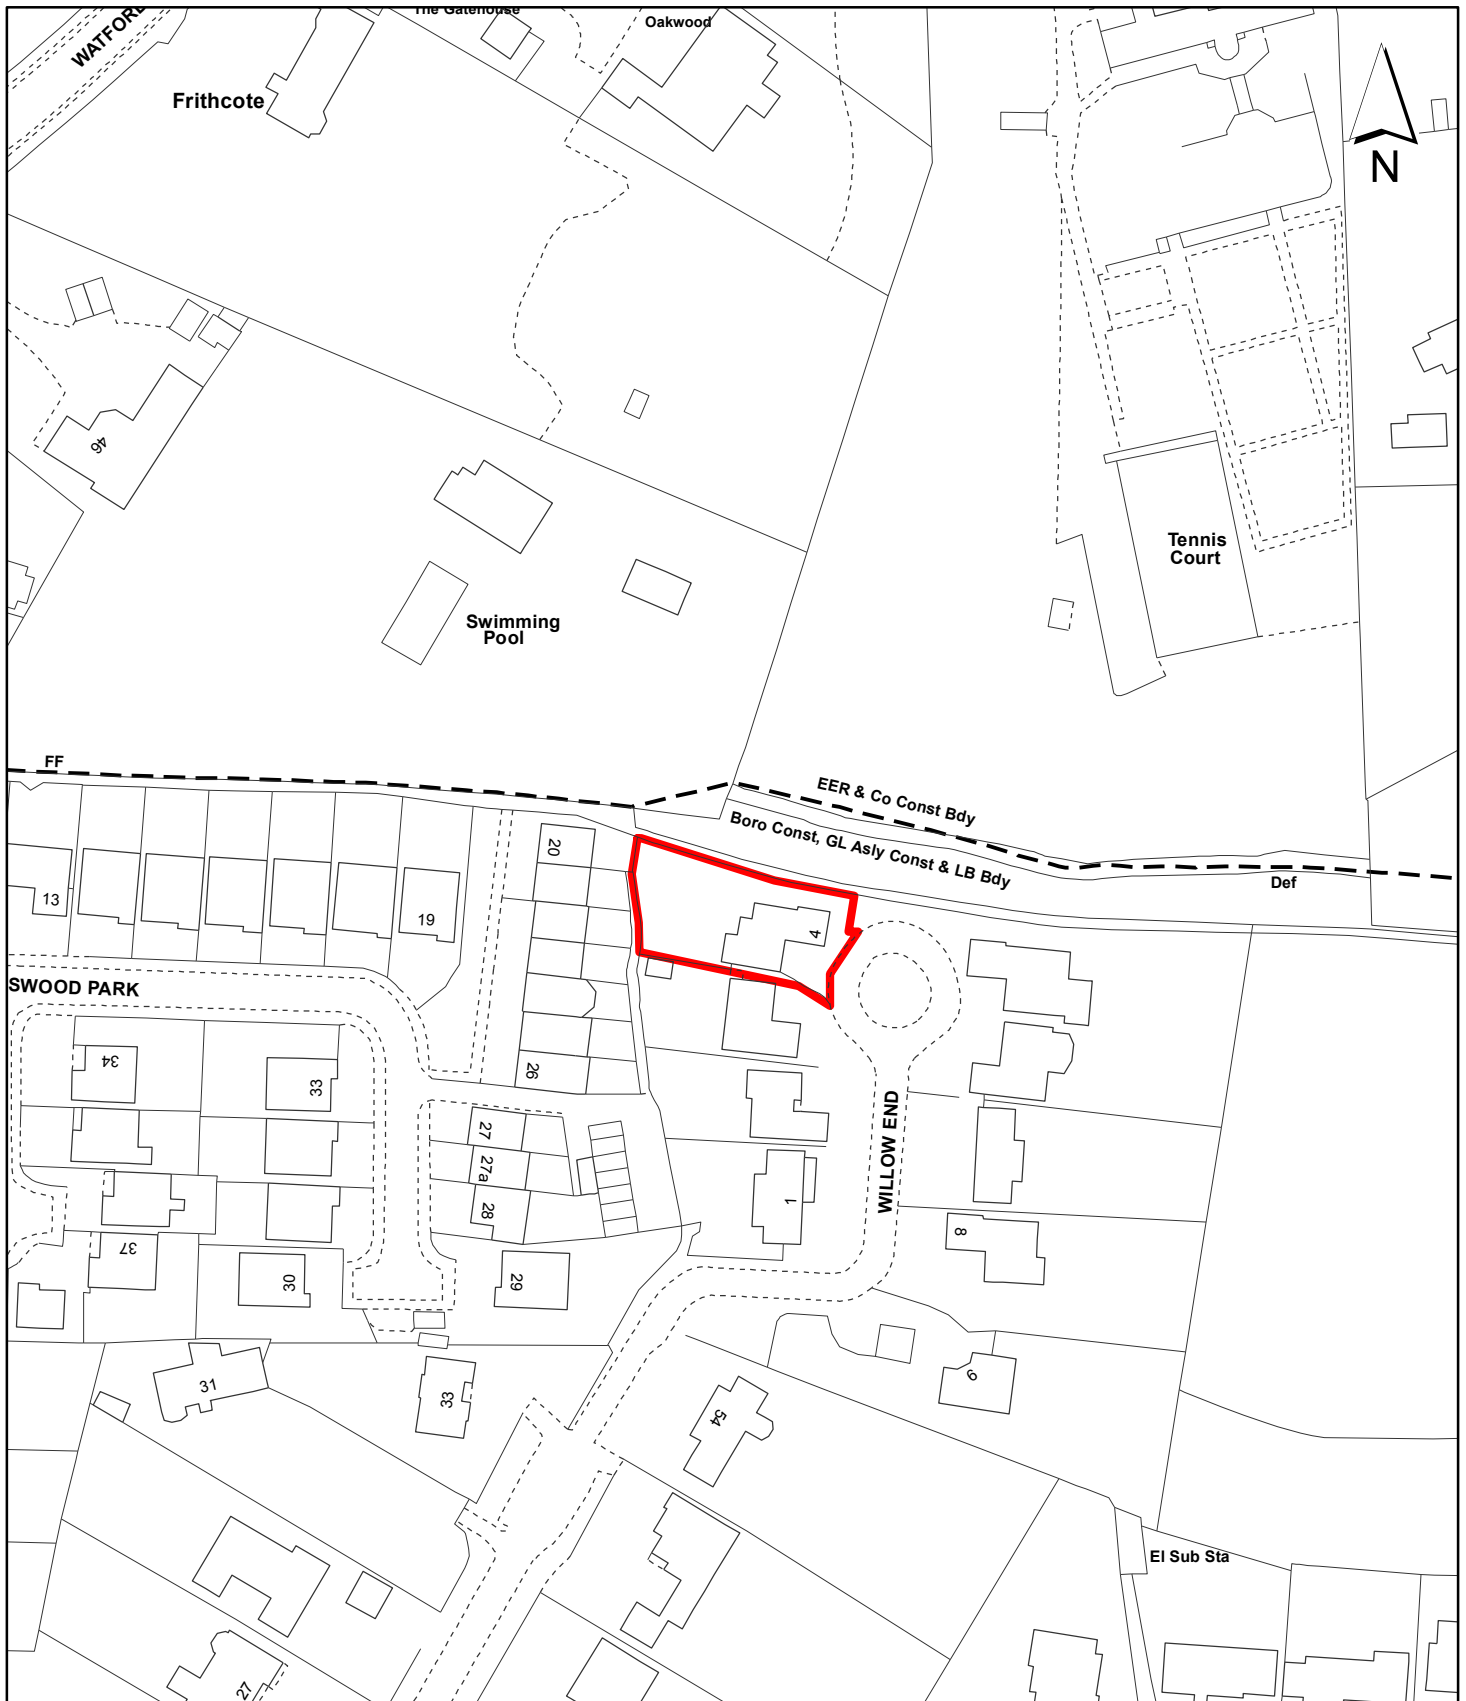 The Gatehouse
Oakwood
WATFORD
Frithcote
N
46
Tennis
Court
Swimming
Pool
FF
EER & Co Const Bdy
Boro Const, GL Asly Const & LB Bdy
Def
20
13
19
4
SWOOD PARK
34
33
26
27
27a
28
WILLOW END
1
8
37
30
29
31
33
54
9
El Sub Sta
27